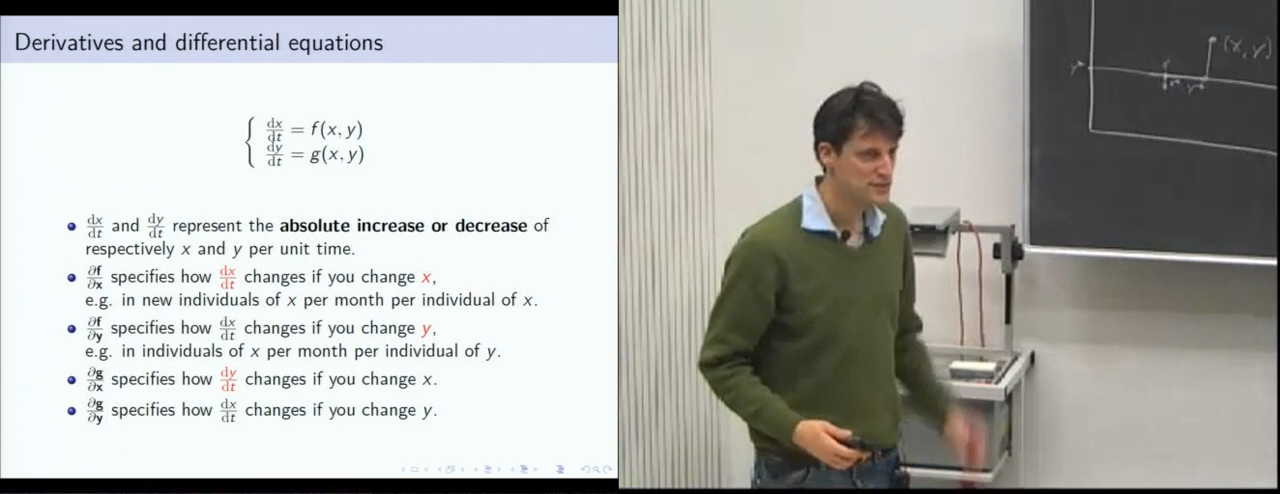 Derivatives and differential equations
{ dx/dt = f(x, y)
dy/dt = g(x, y)
dx/dt and dy/dt represent the absolute increase or decrease of
respectively x and y per unit time.
∂f/∂x specifies how dx/dt changes if you change x,
e.g. in new individuals of x per month per individual of x.
∂f/∂y specifies how dx/dt changes if you change y,
e.g. in individuals of x per month per individual of y.
∂g/∂x specifies how dy/dt changes if you change x.
∂g/∂y specifies how dx/dt changes if you change y.
(x, y)